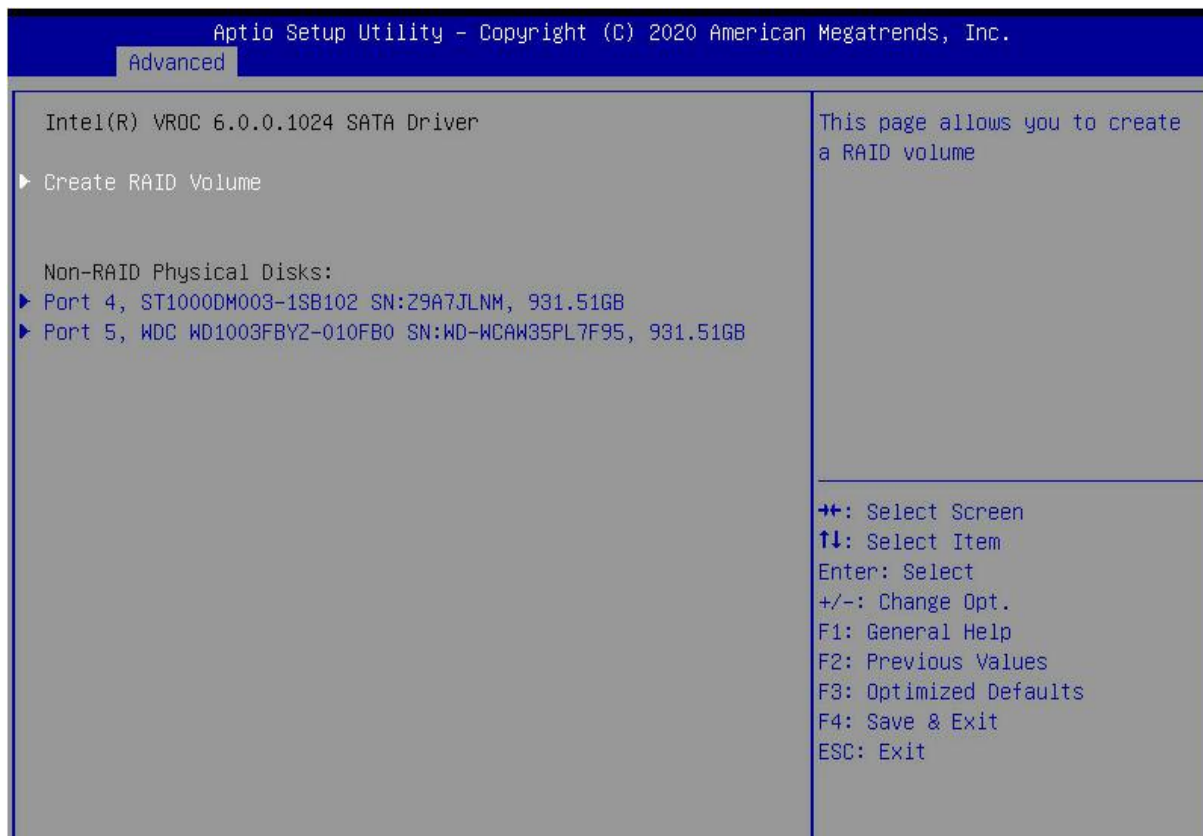 Aptio Setup Utility - Copyright (C) 2020 American Megatrends, Inc.
Advanced
Intel(R) VROC 6.0.0.1024 SATA Driver
▶ Create RAID Volume
Non-RAID Physical Disks:
▶ Port 4, ST1000DM003-1SB102 SN:Z9A7JLNM, 931.51GB
▶ Port 5, WDC WD1003FBYZ-010FB0 SN:WD-WCAW35PL7F95, 931.51GB
This page allows you to create
a RAID volume
→←: Select Screen
↑↓: Select Item
Enter: Select
+/-: Change Opt.
F1: General Help
F2: Previous Values
F3: Optimized Defaults
F4: Save & Exit
ESC: Exit